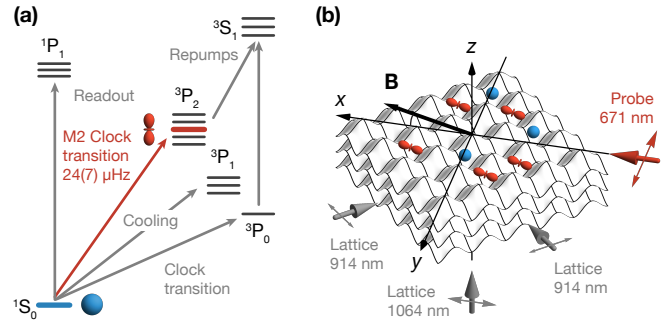 (a)
³S₁
¹P₁
Repumps
Readout
³P₂
M2 Clock
transition
24(7) µHz
³P₁
Cooling
³P₀
Clock
transition
¹S₀
(b)
z
B
x
Probe
671 nm
y
Lattice
914 nm
Lattice
1064 nm
Lattice
914 nm